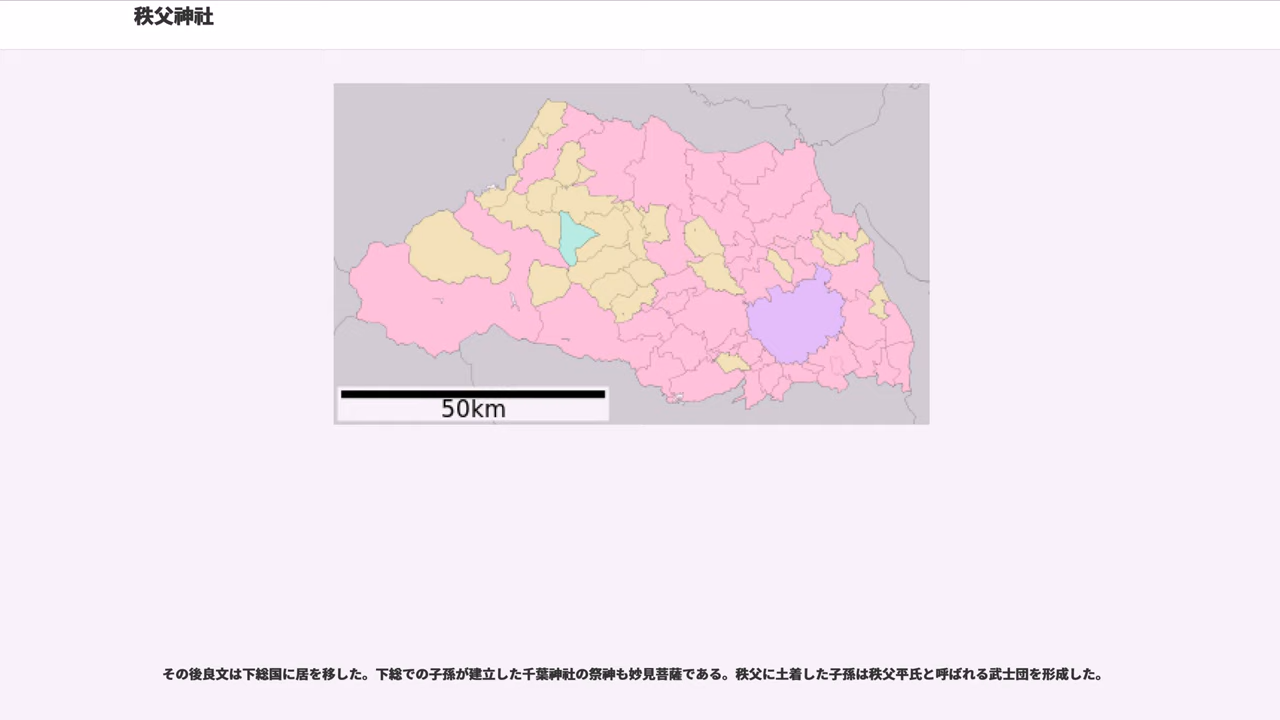 秩父神社
50km
その後良文は下総国に居を移した。下総での子孫が建立した千葉神社の祭神も妙見菩薩である。秩父に土着した子孫は秩父平氏と呼ばれる武士団を形成した。